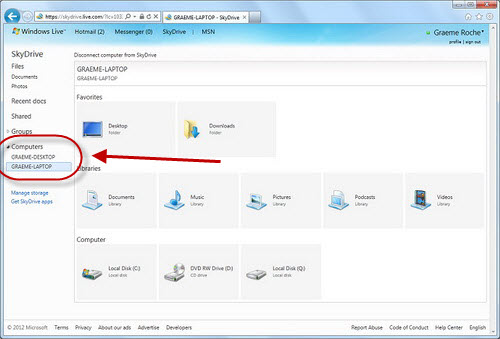 https://skydrive.live.com/?lc=103
GRAEME-LAPTOP - SkyDrive
Windows Live™ Hotmail (2) Messenger (0) SkyDrive MSN
Graeme Roche
profile | sign out
SkyDrive
Disconnect computer from SkyDrive
Files
Documents
Photos
Recent docs
Shared
Groups
Computers
GRAEME-DESKTOP
GRAEME-LAPTOP
Manage storage
Get SkyDrive apps
GRAEME-LAPTOP
GRAEME-LAPTOP
Favorites
Desktop
Folder
Downloads
Folder
Libraries
Documents
Library
Music
Library
Pictures
Library
Podcasts
Library
Videos
Library
Computer
Local Disk (C:)
Local disk
DVD RW Drive (D:)
CD drive
Local Disk (Q:)
Local disk
© 2012 Microsoft Terms Privacy About our ads Advertise Developers Report Abuse Code of Conduct Help Center English